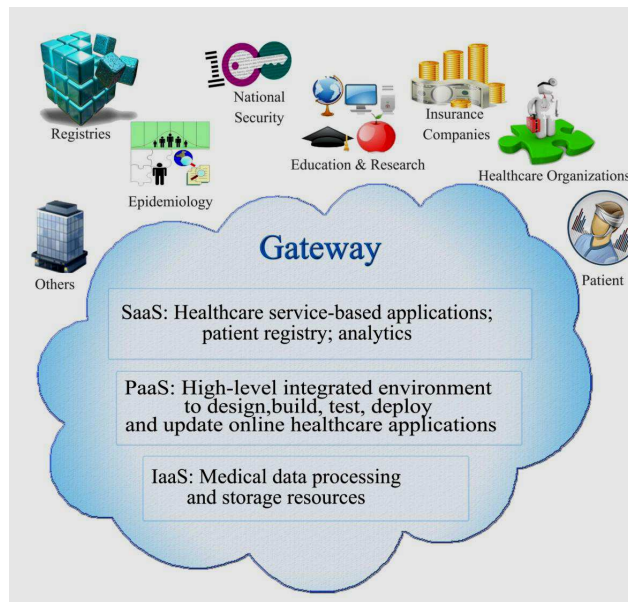 Registries
National
Security
Insurance
Companies
Education & Research
Healthcare Organizations
Epidemiology
Others
Patient
Gateway
SaaS: Healthcare service-based applications;
patient registry; analytics
PaaS: High-level integrated environment
to design,build, test, deploy
and update online healthcare applications
IaaS: Medical data processing
and storage resources